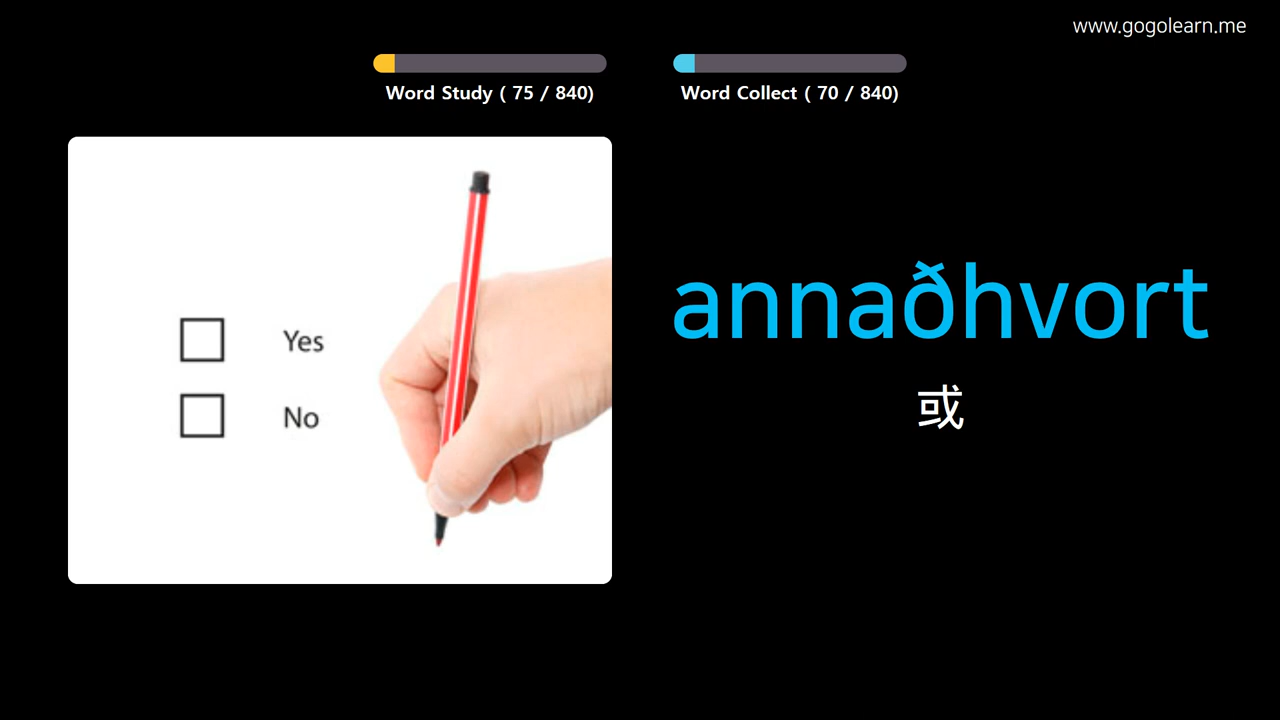 www.gogolearn.me
Word Study ( 75 / 840)
Word Collect ( 70 / 840)
Yes
No
annaðhvort
或